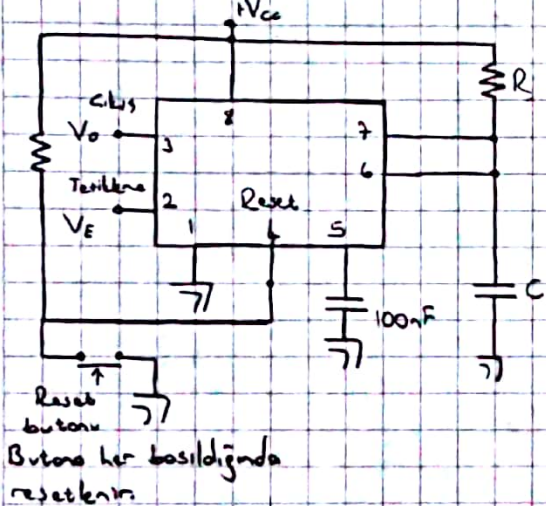 +Vcc
R
Çıkış
8
7
Vo
3
6
Tetikleme
2
Reset
VE
1
4
5
C
100nF
Reset
butonu
Butona her basıldığında
resetlenir.